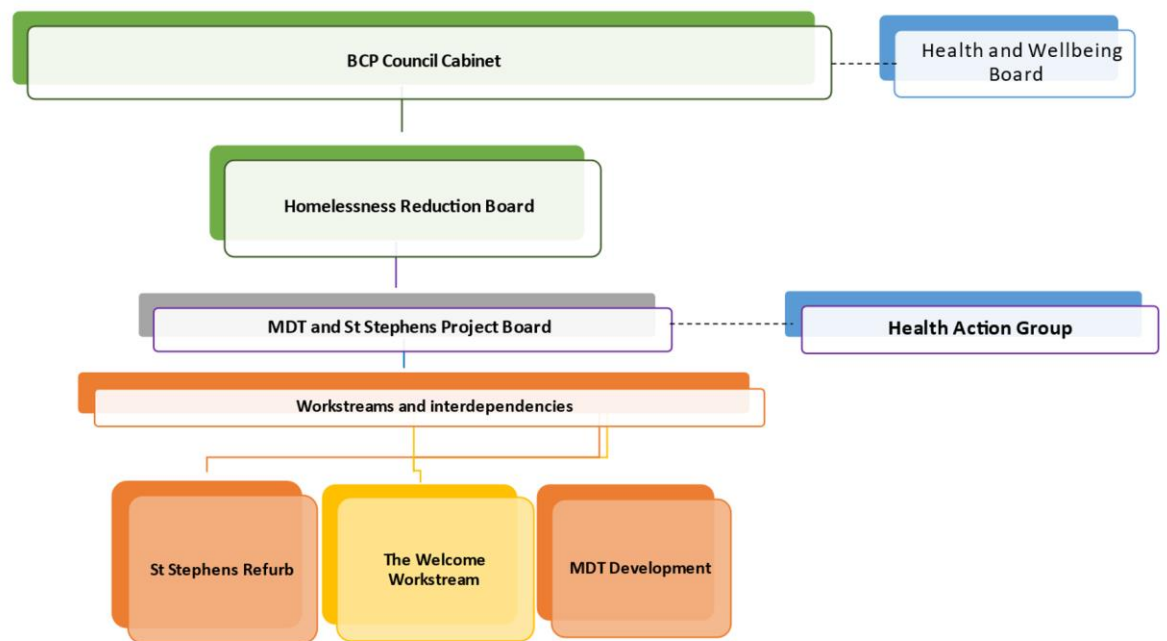 BCP Council Cabinet
Health and Wellbeing
Board
Homelessness Reduction Board
MDT and St Stephens Project Board
Health Action Group
Workstreams and interdependencies
St Stephens Refurb
The Welcome
Workstream
MDT Development